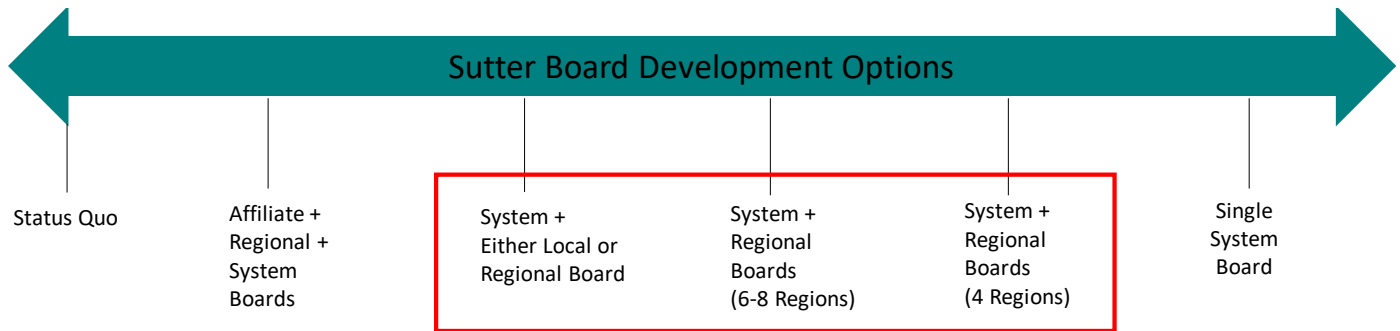 Sutter Board Development Options
Status Quo
Affiliate +
Regional +
System
Boards
System +
Either Local or
Regional Board
System +
Regional
Boards
(6-8 Regions)
System +
Regional
Boards
(4 Regions)
Single
System
Board